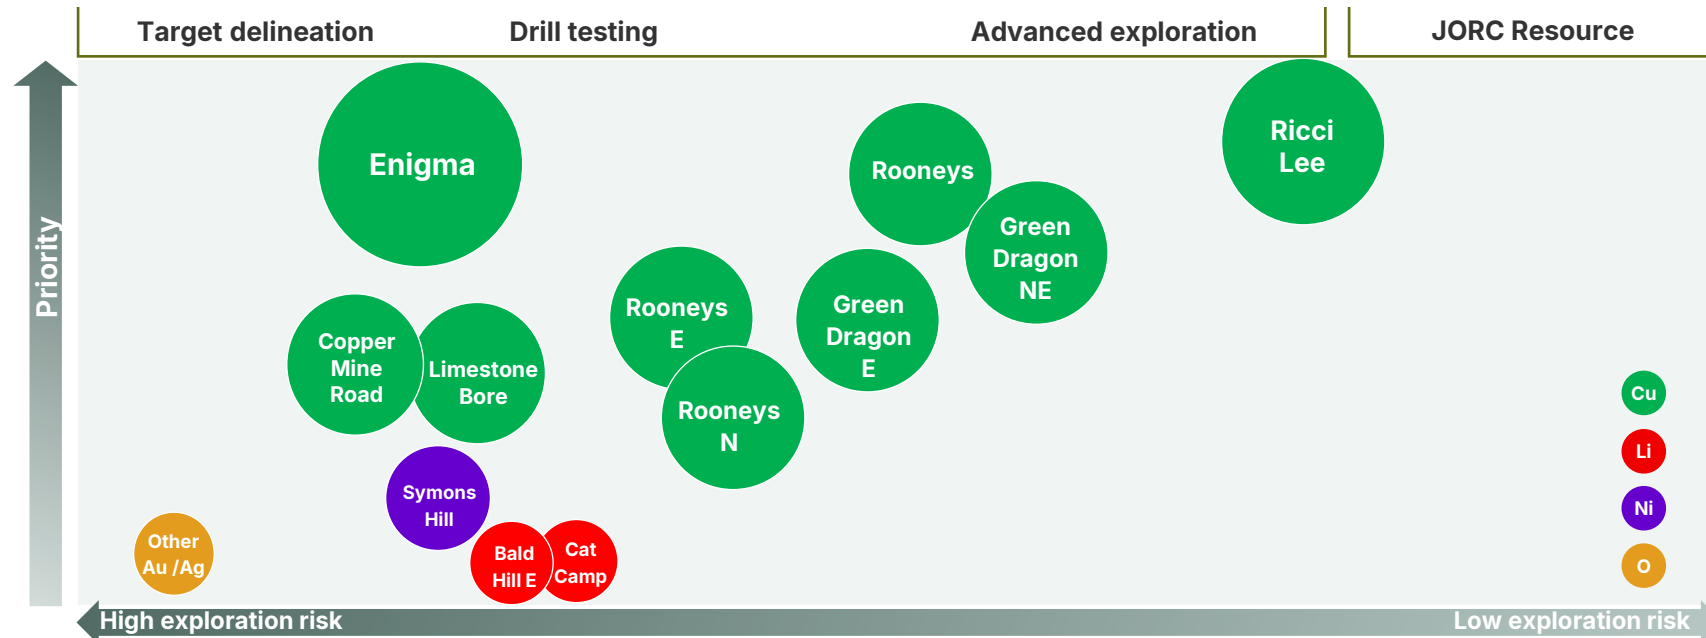 Target delineation
Drill testing
Advanced exploration
JORC Resource
Priority
Enigma
Ricci
Lee
Rooneys
Green
Dragon
NE
Rooneys
E
Green
Dragon
E
Copper
Mine
Road
Limestone
Bore
Rooneys
N
Symons
Hill
Other
Au /Ag
Bald
Hill E
Cat
Camp
Cu
Li
Ni
O
High exploration risk
Low exploration risk